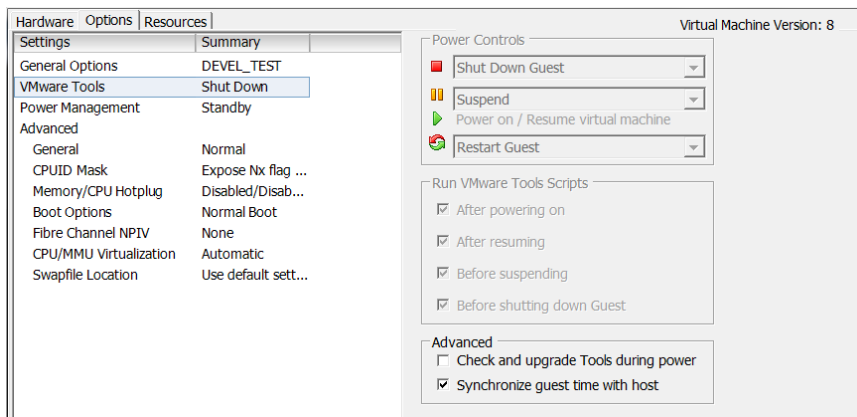 Hardware Options Resources
Virtual Machine Version: 8
Settings Summary
General Options DEVEL_TEST
VMware Tools Shut Down
Power Management Standby
Advanced
General Normal
CPUID Mask Expose Nx flag ...
Memory/CPU Hotplug Disabled/Disab...
Boot Options Normal Boot
Fibre Channel NPIV None
CPU/MMU Virtualization Automatic
Swapfile Location Use default sett...
Power Controls
Shut Down Guest
Suspend
Power on / Resume virtual machine
Restart Guest
Run VMware Tools Scripts
After powering on
After resuming
Before suspending
Before shutting down Guest
Advanced
Check and upgrade Tools during power
Synchronize guest time with host